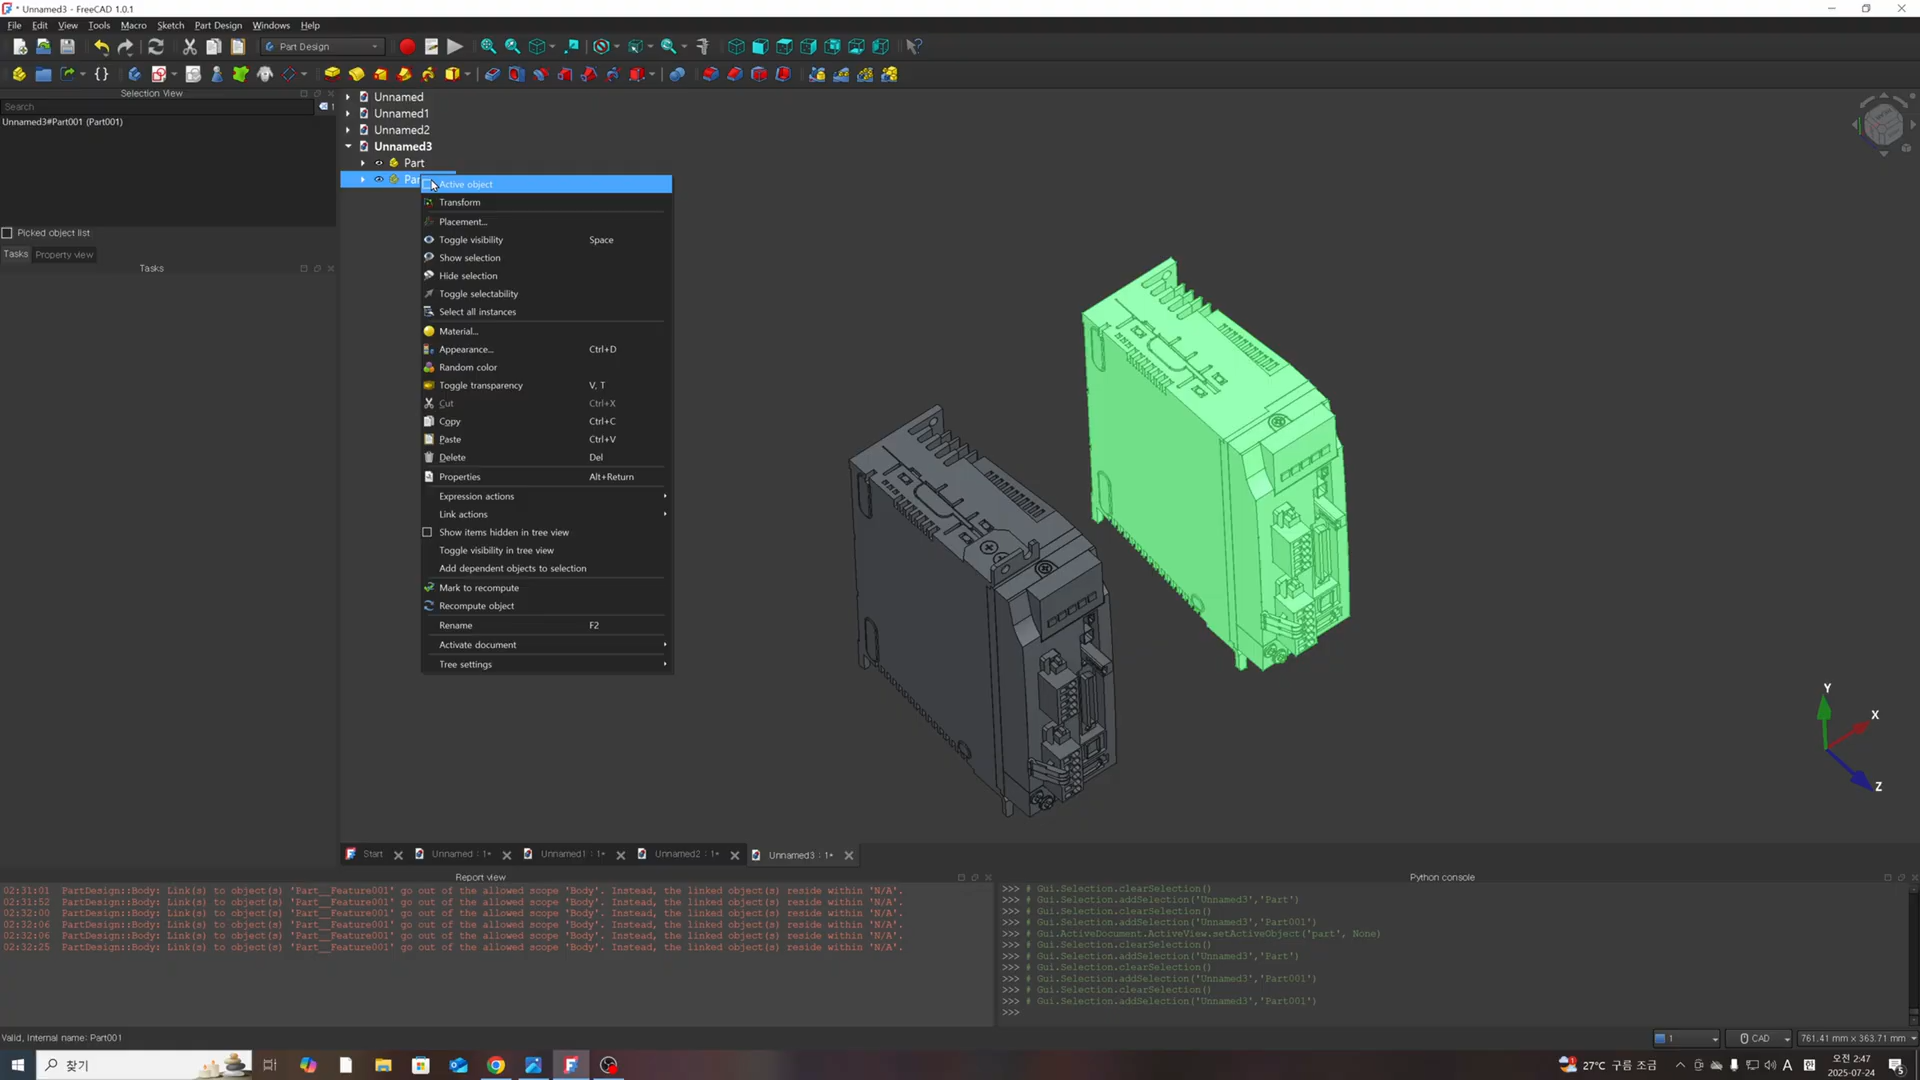 * Unnamed3 - FreeCAD 1.0.1
File Edit View Tools Macro Sketch Part Design Windows Help
Part Design
Selection View
Search
1
Unnamed3#Part001 (Part001)
Picked object list
Tasks Property view
Tasks
Unnamed
Unnamed1
Unnamed2
Unnamed3
Part
Active object
Transform
Placement...
Toggle visibility Space
Show selection
Hide selection
Toggle selectability
Select all instances
Material...
Appearance... Ctrl+D
Random color
Toggle transparency V, T
Cut Ctrl+X
Copy Ctrl+C
Paste Ctrl+V
Delete Del
Properties Alt+Return
Expression actions
Link actions
Show items hidden in tree view
Toggle visibility in tree view
Add dependent objects to selection
Mark to recompute
Recompute object
Rename F2
Activate document
Tree settings
Y
X
Z
Start Unnamed : 1* Unnamed1 : 1* Unnamed2 : 1* Unnamed3 : 1*
Report view
02:31:01 PartDesign::Body: Link(s) to object(s) 'Part__Feature001' go out of the allowed scope 'Body'. Instead, the linked object(s) reside within 'N/A'.
02:31:52 PartDesign::Body: Link(s) to object(s) 'Part__Feature001' go out of the allowed scope 'Body'. Instead, the linked object(s) reside within 'N/A'.
02:32:00 PartDesign::Body: Link(s) to object(s) 'Part__Feature001' go out of the allowed scope 'Body'. Instead, the linked object(s) reside within 'N/A'.
02:32:06 PartDesign::Body: Link(s) to object(s) 'Part__Feature001' go out of the allowed scope 'Body'. Instead, the linked object(s) reside within 'N/A'.
02:32:06 PartDesign::Body: Link(s) to object(s) 'Part__Feature001' go out of the allowed scope 'Body'. Instead, the linked object(s) reside within 'N/A'.
02:32:25 PartDesign::Body: Link(s) to object(s) 'Part__Feature001' go out of the allowed scope 'Body'. Instead, the linked object(s) reside within 'N/A'.
Python console
>>> # Gui.Selection.clearSelection()
>>> # Gui.Selection.addSelection('Unnamed3','Part')
>>> # Gui.Selection.clearSelection()
>>> # Gui.Selection.addSelection('Unnamed3','Part001')
>>> # Gui.ActiveDocument.ActiveView.setActiveObject('part', None)
>>> # Gui.Selection.clearSelection()
>>> # Gui.Selection.addSelection('Unnamed3','Part')
>>> # Gui.Selection.clearSelection()
>>> # Gui.Selection.addSelection('Unnamed3','Part001')
>>> # Gui.Selection.clearSelection()
>>> # Gui.Selection.addSelection('Unnamed3','Part001')
>>>
Valid, Internal name: Part001
1 CAD 761.41 mm × 363.71 mm
찾기
27°C 구름 조금
A
오전 2:47
2025-07-24
5